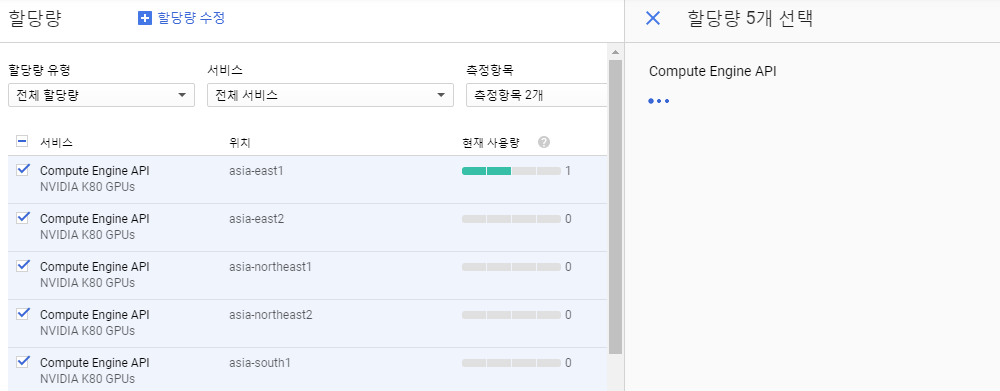 할당량
할당량 수정
할당량 유형
서비스
측정항목
전체 할당량
전체 서비스
측정항목 2개
서비스
위치
현재 사용량
?
Compute Engine API
asia-east1
1
NVIDIA K80 GPUs
Compute Engine API
asia-east2
0
NVIDIA K80 GPUs
Compute Engine API
asia-northeast1
0
NVIDIA K80 GPUs
Compute Engine API
asia-northeast2
0
NVIDIA K80 GPUs
Compute Engine API
asia-south1
0
NVIDIA K80 GPUs
할당량 5개 선택
Compute Engine API